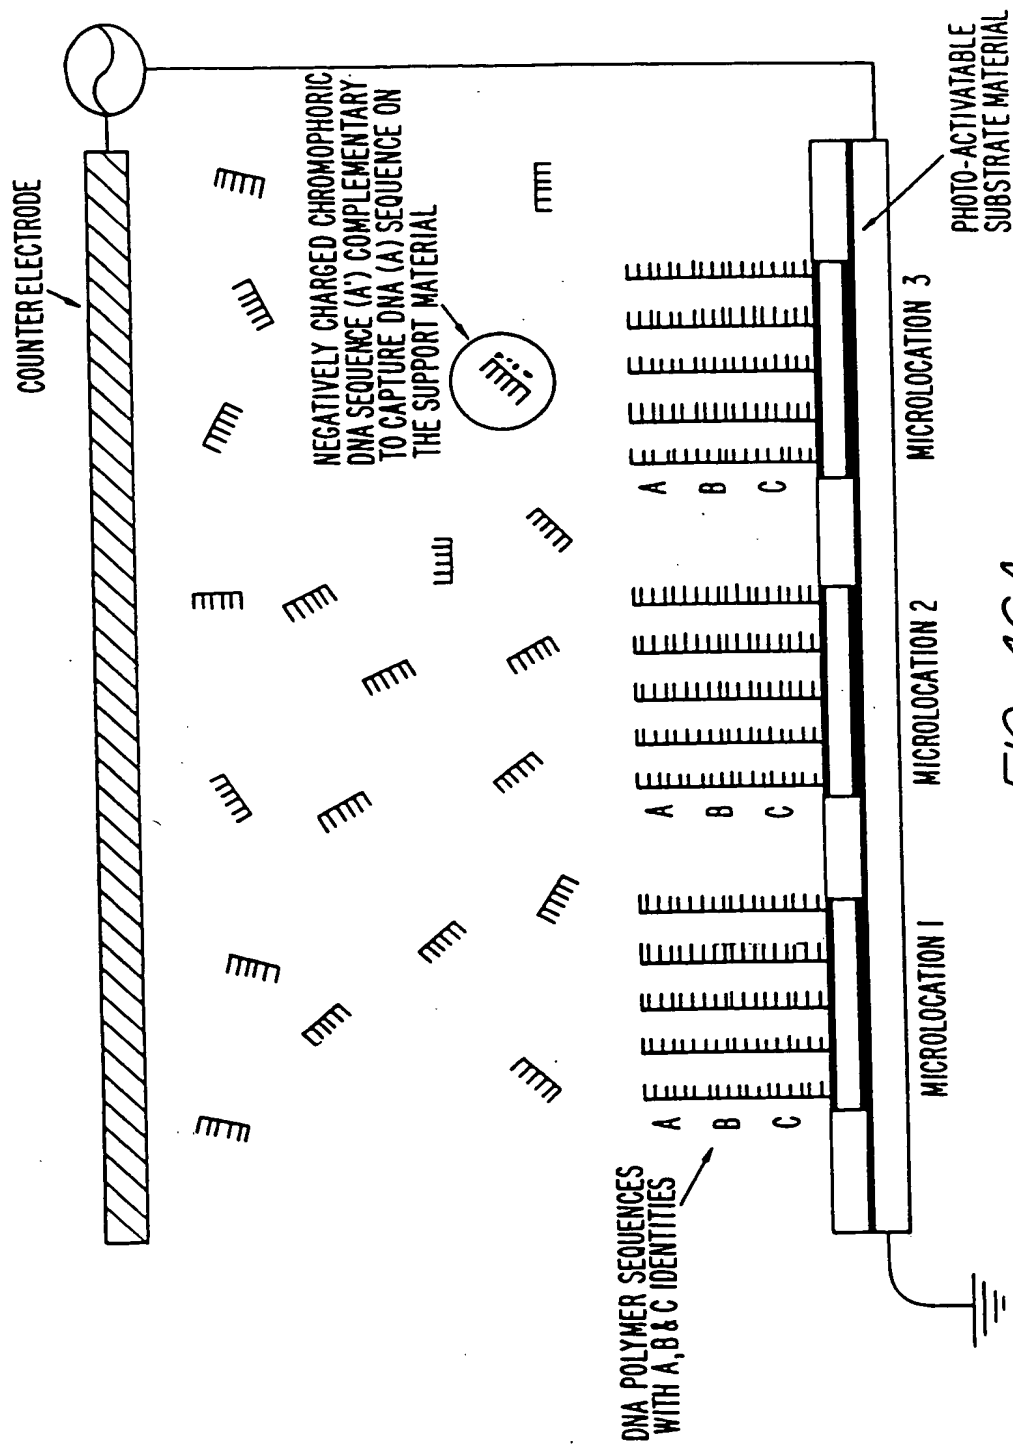 COUNTER ELECTRODE
NEGATIVELY CHARGED CHROMOPHORIC
DNA SEQUENCE (A') COMPLEMENTARY
TO CAPTURE DNA (A) SEQUENCE ON
THE SUPPORT MATERIAL
DNA POLYMER SEQUENCES
WITH A, B & C IDENTITIES
A
B
C
A
B
C
A
B
C
MICROLOCATION 1
MICROLOCATION 2
MICROLOCATION 3
PHOTO-ACTIVATABLE
SUBSTRATE MATERIAL
FIG.